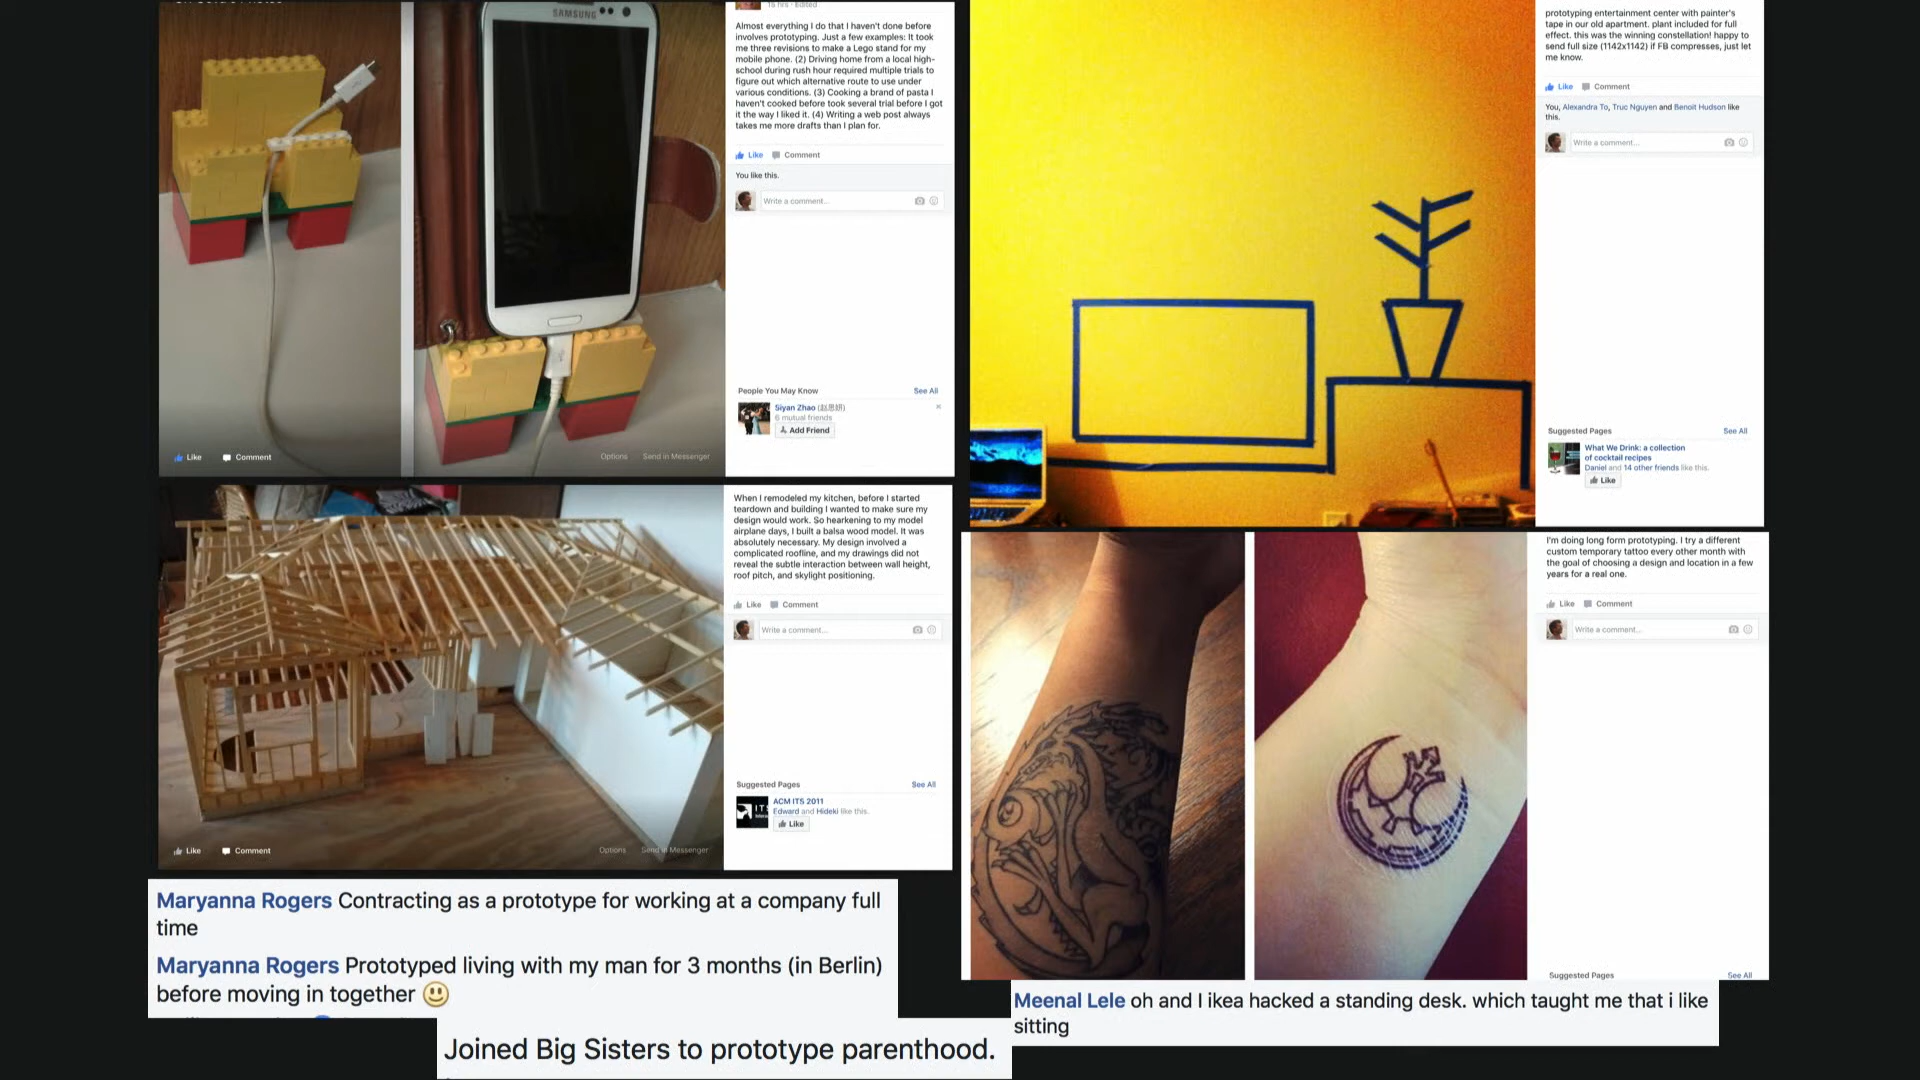 SAMSUNG
15 hrs · Edited
Almost everything I do that I haven't done before
involves prototyping. Just a few examples: It took
me three revisions to make a Lego stand for my
mobile phone. (2) Driving home from a local high-
school during rush hour required multiple trials to
figure out which alternative route to use under
various conditions. (3) Cooking a brand of pasta I
haven't cooked before took several trial before I got
it the way I liked it. (4) Writing a web post always
takes me more drafts than I plan for.
Like Comment
You like this.
Write a comment...
People You May Know See All
Siyan Zhao
6 mutual friends
Add Friend
Like Comment Options Send in Messenger
prototyping entertainment center with painter's
tape in our old apartment. plant included for full
effect. this was the winning constellation! happy to
send full size (1142x1142) if FB compresses, just let
me know.
Like Comment
You, Alexandra To, Truc Nguyen and Benoit Hudson like
this.
Write a comment...
Suggested Pages See All
What We Drink: a collection
of cocktail recipes
Daniel and 14 other friends like this.
Like
When I remodeled my kitchen, before I started
teardown and building I wanted to make sure my
design would work. So hearkening to my model
airplane days, I built a balsa wood model. It was
absolutely necessary. My design involved a
complicated roofline, and my drawings did not
reveal the subtle interaction between wall height,
roof pitch, and skylight positioning.
Like Comment
Write a comment...
Suggested Pages See All
ACM ITS 2011
Edward and Hideki like this.
Like
Like Comment Options Send in Messenger
I'm doing long form prototyping. I try a different
custom temporary tattoo every other month with
the goal of choosing a design and location in a few
years for a real one.
Like Comment
Write a comment...
Suggested Pages See All
Maryanna Rogers Contracting as a prototype for working at a company full
time
Maryanna Rogers Prototyped living with my man for 3 months (in Berlin)
before moving in together
Meenal Lele oh and I ikea hacked a standing desk. which taught me that i like
sitting
Joined Big Sisters to prototype parenthood.